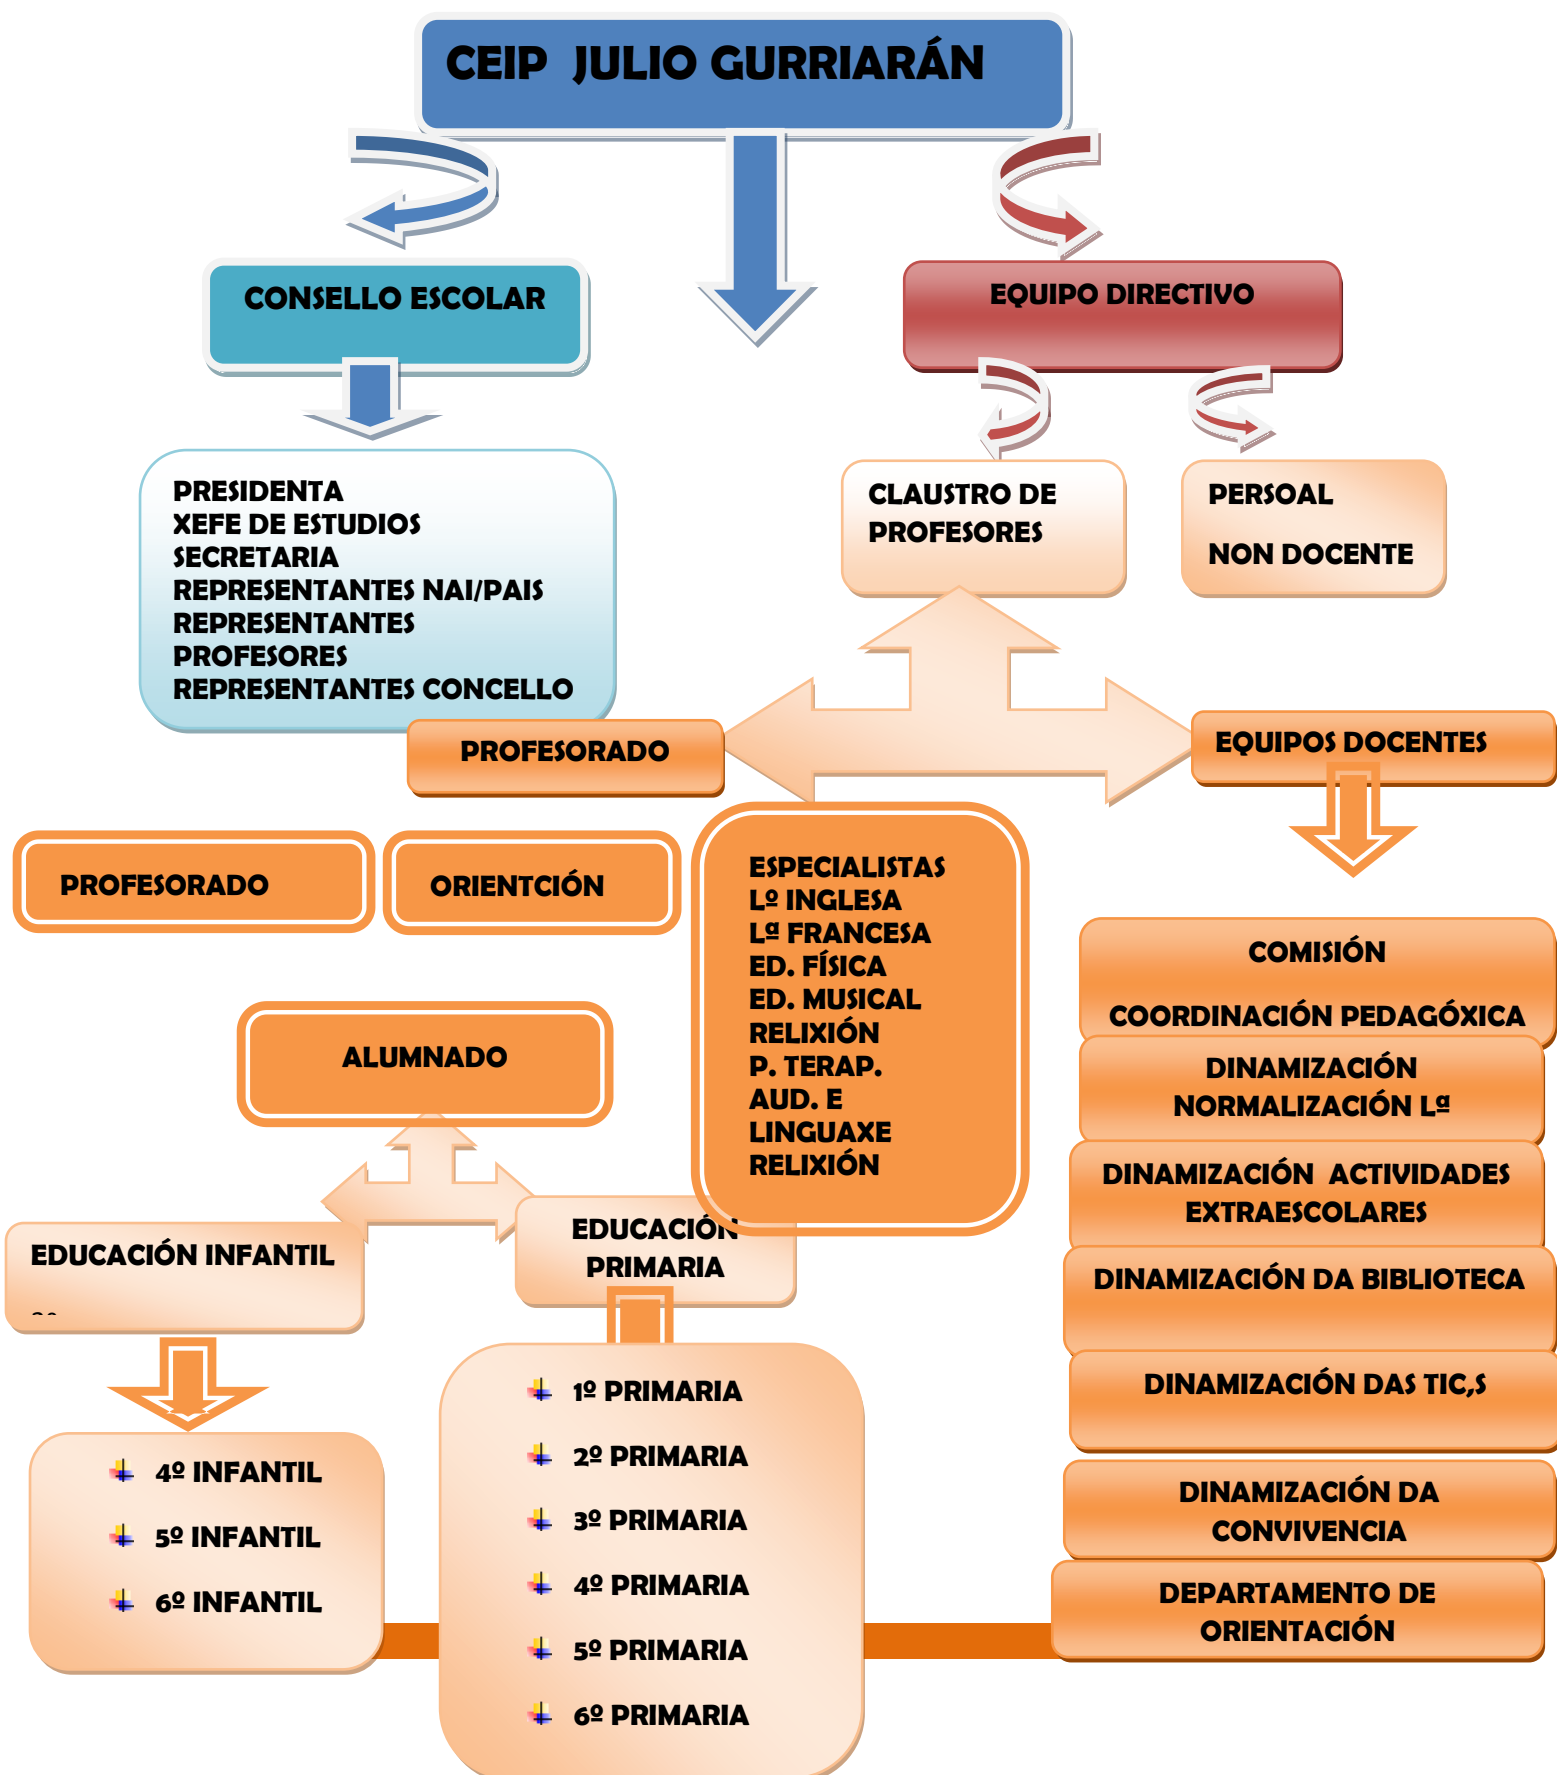 CEIP JULIO GURRIARÁN
CONSELLO ESCOLAR
EQUIPO DIRECTIVO
PRESIDENTA
XEFE DE ESTUDIOS
SECRETARIA
REPRESENTANTES NAI/PAIS
REPRESENTANTES
PROFESORES
REPRESENTANTES CONCELLO
CLAUSTRO DE
PROFESORES
PERSOAL
NON DOCENTE
PROFESORADO
EQUIPOS DOCENTES
PROFESORADO
ORIENTCIÓN
ESPECIALISTAS
Lº INGLESA
Lª FRANCESA
ED. FÍSICA
ED. MUSICAL
RELIXIÓN
P. TERAP.
AUD. E
LINGUAXE
RELIXIÓN
COMISIÓN
COORDINACIÓN PEDAGÓXICA
DINAMIZACIÓN
NORMALIZACIÓN Lª
DINAMIZACIÓN ACTIVIDADES
EXTRAESCOLARES
DINAMIZACIÓN DA BIBLIOTECA
DINAMIZACIÓN DAS TIC,S
DINAMIZACIÓN DA
CONVIVENCIA
DEPARTAMENTO DE
ORIENTACIÓN
ALUMNADO
EDUCACIÓN INFANTIL
EDUCACIÓN
PRIMARIA
4º INFANTIL
5º INFANTIL
6º INFANTIL
1º PRIMARIA
2º PRIMARIA
3º PRIMARIA
4º PRIMARIA
5º PRIMARIA
6º PRIMARIA